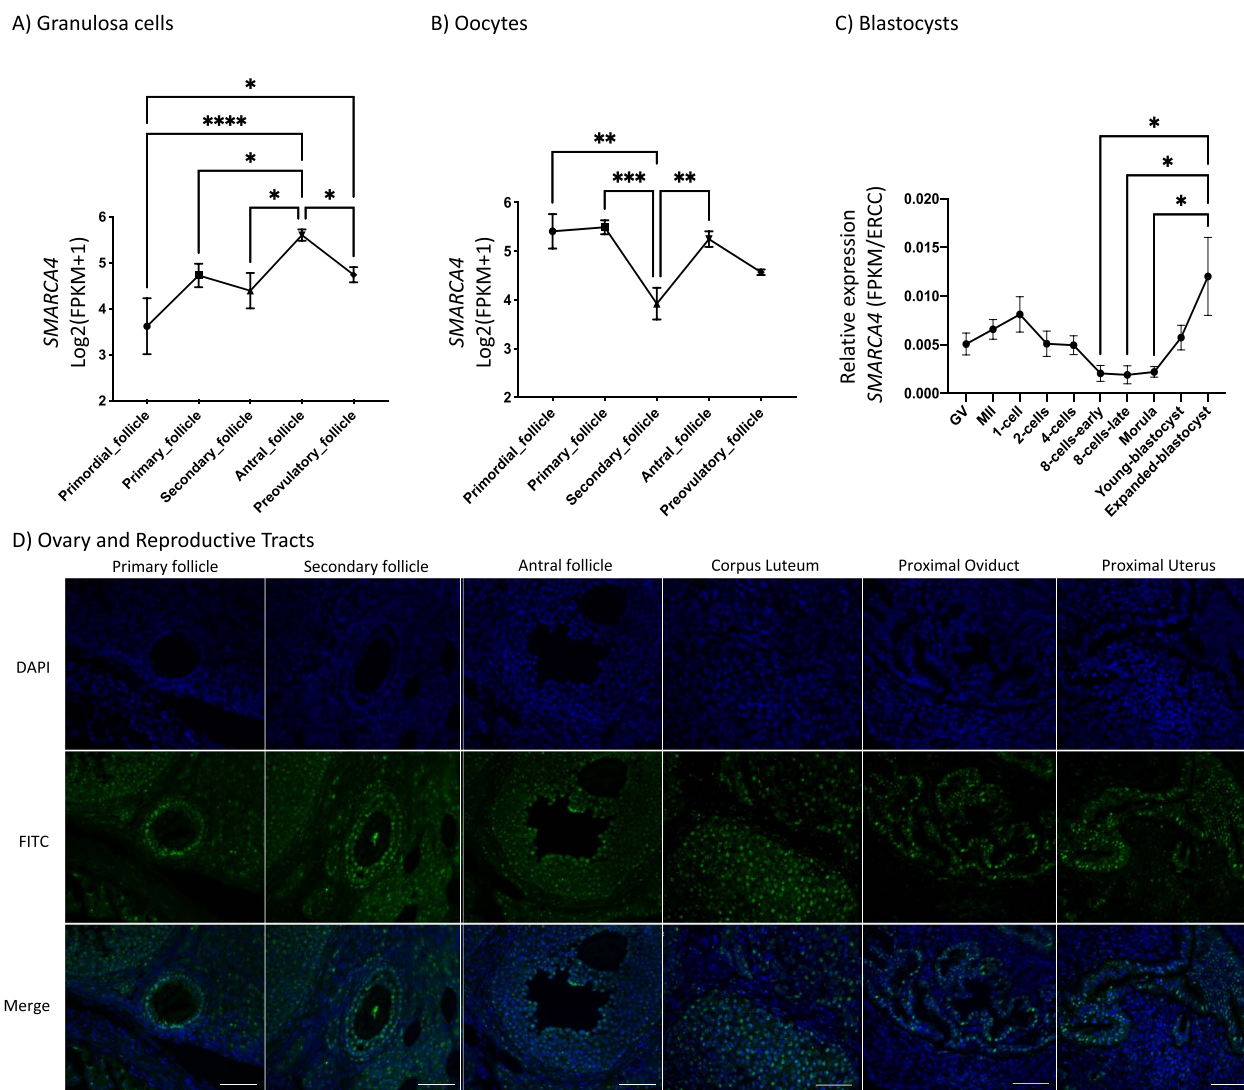 A) Granulosa cells
B) Oocytes
C) Blastocysts
*
****
*
*
*
6
5
4
3
2
SMARCA4
Log2(FPKM+1)
Primordial_follicle
Primary_follicle
Secondary_follicle
Antral_follicle
Preovulatory_follicle
**
***
**
6
5
4
3
2
SMARCA4
Log2(FPKM+1)
Primordial_follicle
Primary_follicle
Secondary_follicle
Antral_follicle
Preovulatory_follicle
*
*
*
0.020
0.015
0.010
0.005
0.000
Relative expression
SMARCA4 (FPKM/ERCC)
GV
MII
1-cell
2-cells
4-cells
8-cells-early
8-cells-late
Morula
Young-blastocyst
Expanded-blastocyst
D) Ovary and Reproductive Tracts
Primary follicle
Secondary follicle
Antral follicle
Corpus Luteum
Proximal Oviduct
Proximal Uterus
DAPI
FITC
Merge